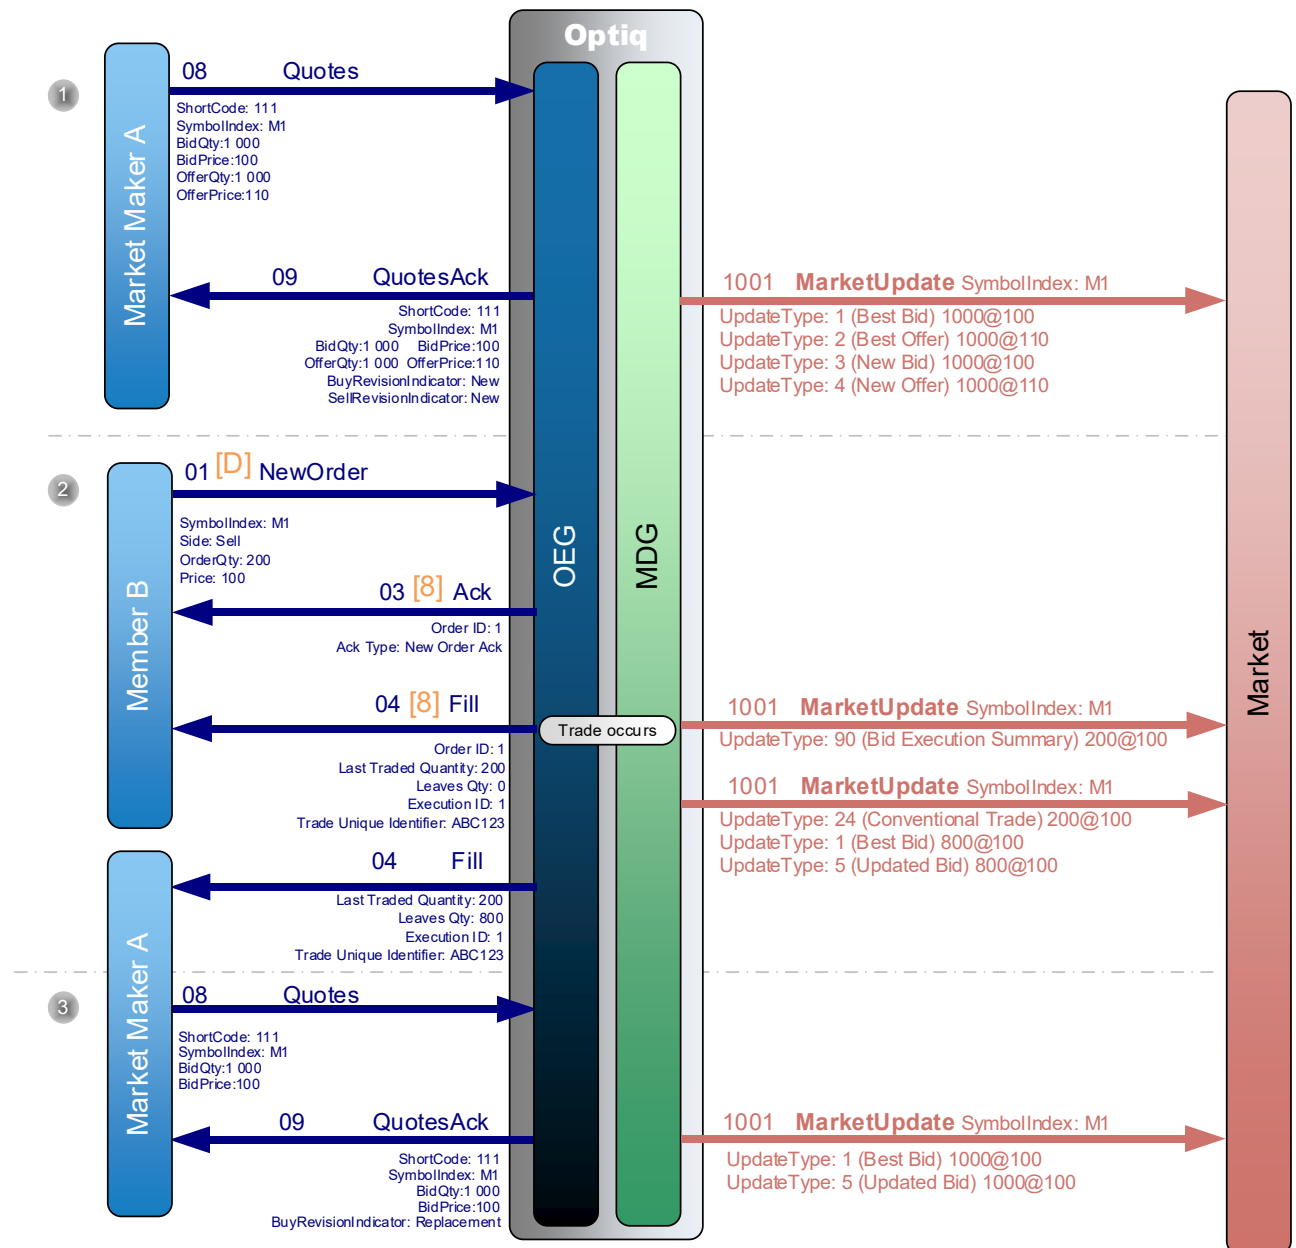 Optiq
1
Market Maker A
08 Quotes
ShortCode: 111
SymbolIndex: M1
BidQty:1 000
BidPrice:100
OfferQty:1 000
OfferPrice:110
09 QuotesAck
ShortCode: 111
SymbolIndex: M1
BidQty:1 000 BidPrice:100
OfferQty:1 000 OfferPrice:110
BuyRevisionIndicator: New
SellRevisionIndicator: New
1001 MarketUpdate SymbolIndex: M1
UpdateType: 1 (Best Bid) 1000@100
UpdateType: 2 (Best Offer) 1000@110
UpdateType: 3 (New Bid) 1000@100
UpdateType: 4 (New Offer) 1000@110
2
Member B
01 [D] NewOrder
SymbolIndex: M1
Side: Sell
OrderQty: 200
Price: 100
03 [8] Ack
Order ID: 1
Ack Type: New Order Ack
OEG
MDG
Market
04 [8] Fill
Order ID: 1
Last Traded Quantity: 200
Leaves Qty: 0
Execution ID: 1
Trade Unique Identifier: ABC123
Trade occurs
1001 MarketUpdate SymbolIndex: M1
UpdateType: 90 (Bid Execution Summary) 200@100
1001 MarketUpdate SymbolIndex: M1
UpdateType: 24 (Conventional Trade) 200@100
UpdateType: 1 (Best Bid) 800@100
UpdateType: 5 (Updated Bid) 800@100
Market Maker A
04 Fill
Last Traded Quantity: 200
Leaves Qty: 800
Execution ID: 1
Trade Unique Identifier: ABC123
3
08 Quotes
ShortCode: 111
SymbolIndex: M1
BidQty:1 000
BidPrice:100
09 QuotesAck
ShortCode: 111
SymbolIndex: M1
BidQty:1 000
BidPrice:100
BuyRevisionIndicator: Replacement
1001 MarketUpdate SymbolIndex: M1
UpdateType: 1 (Best Bid) 1000@100
UpdateType: 5 (Updated Bid) 1000@100